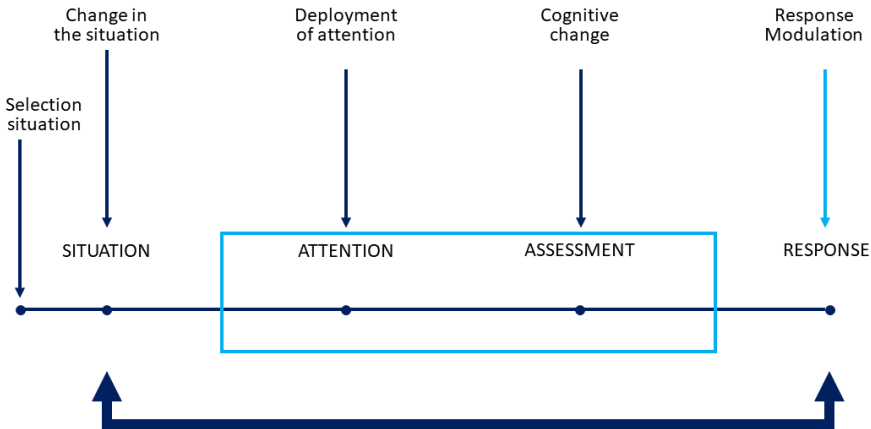 Change in
the situation
Deployment
of attention
Cognitive
change
Response
Modulation
Selection
situation
SITUATION
ATTENTION
ASSESSMENT
RESPONSE